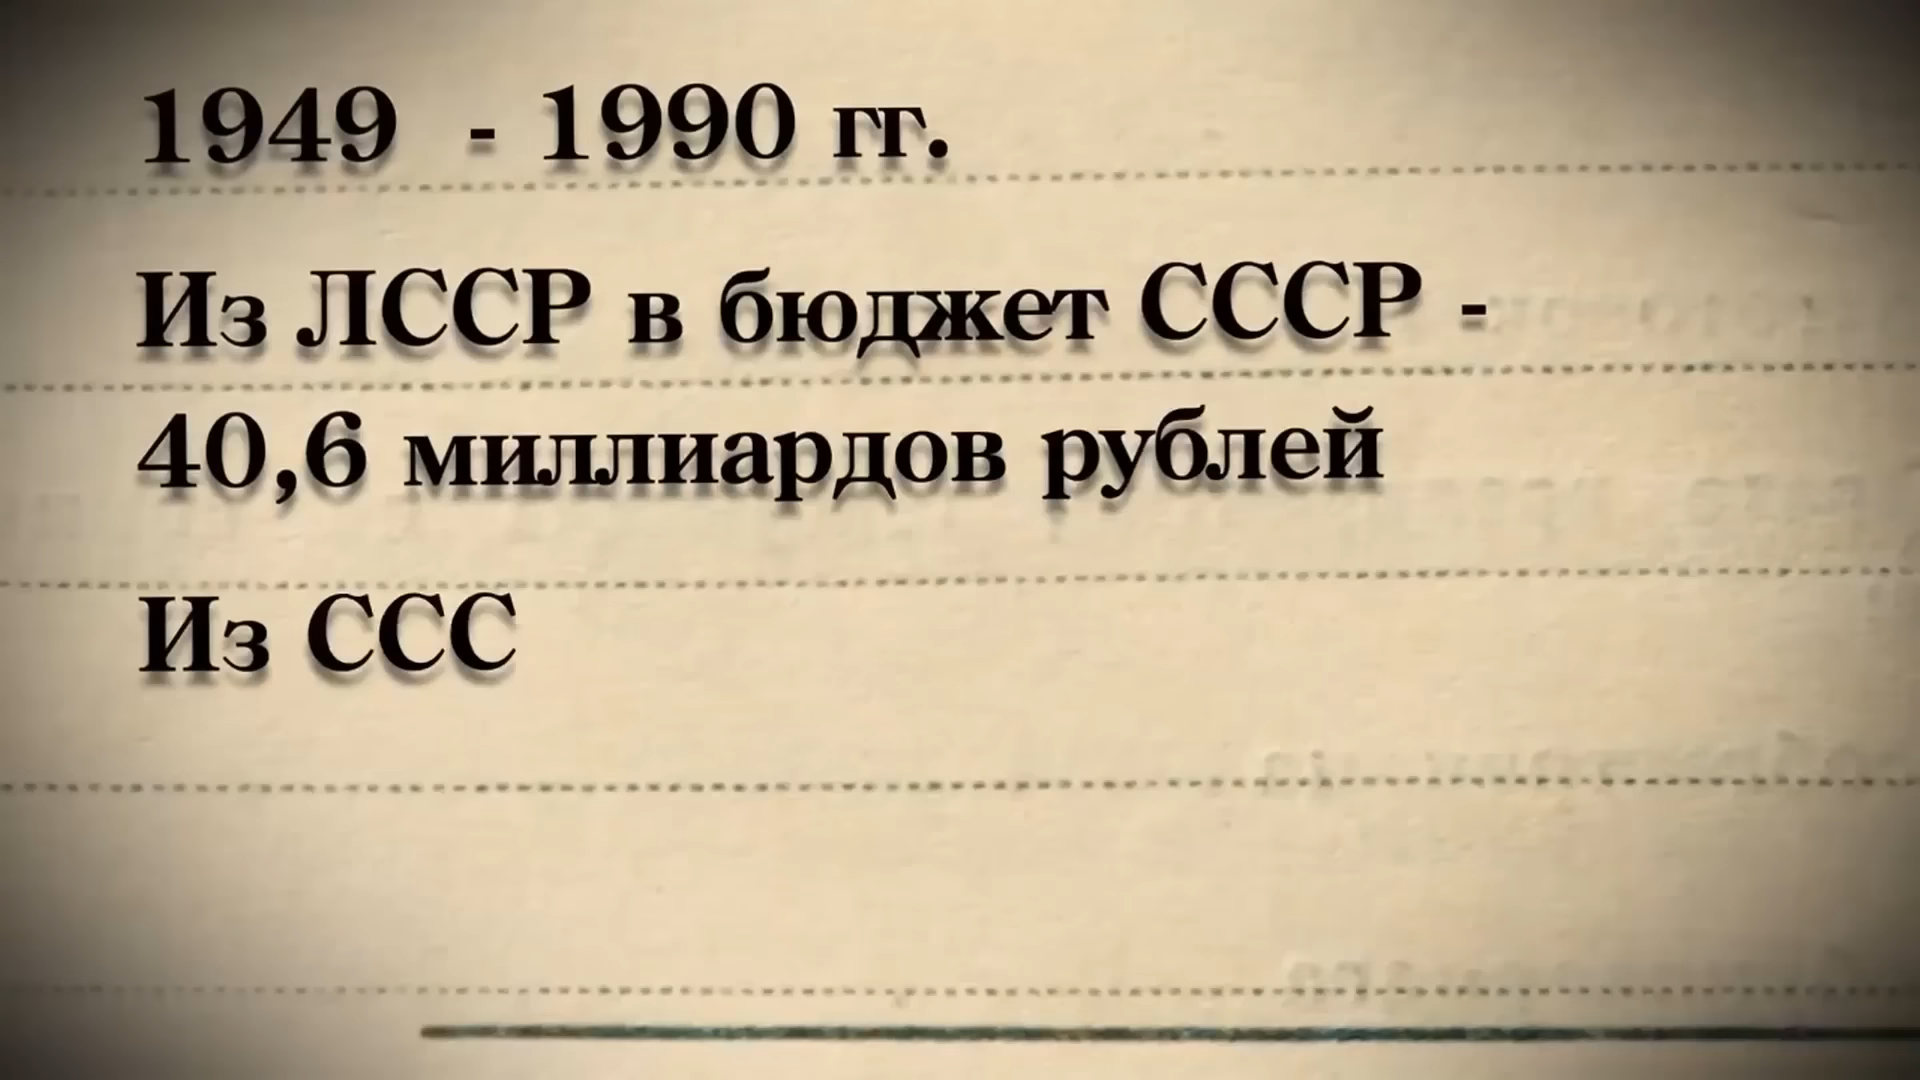 1949 - 1990 гг.
Из ЛССР в бюджет СССР -
40,6 миллиардов рублей
Из ССС